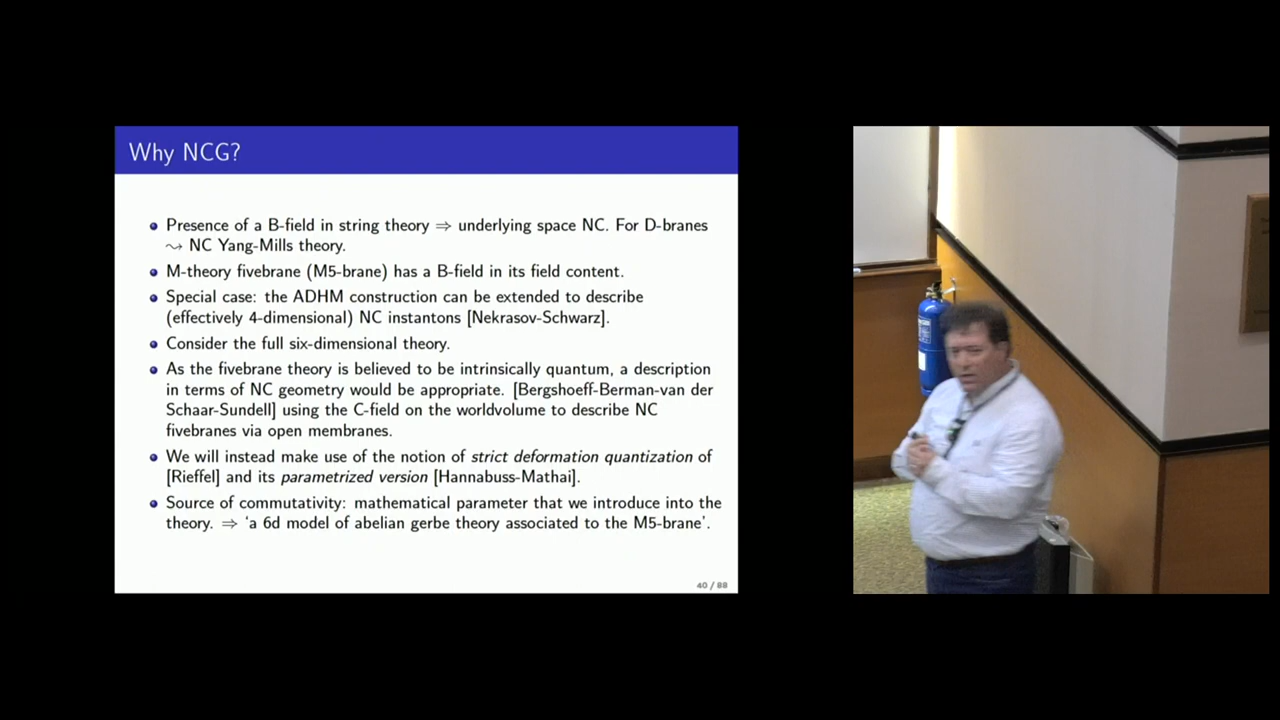 Why NCG?
Presence of a B-field in string theory ⇒ underlying space NC. For D-branes
⇝ NC Yang-Mills theory.
M-theory fivebrane (M5-brane) has a B-field in its field content.
Special case: the ADHM construction can be extended to describe
(effectively 4-dimensional) NC instantons [Nekrasov-Schwarz].
Consider the full six-dimensional theory.
As the fivebrane theory is believed to be intrinsically quantum, a description
in terms of NC geometry would be appropriate. [Bergshoeff-Berman-van der
Schaar-Sundell] using the C-field on the worldvolume to describe NC
fivebranes via open membranes.
We will instead make use of the notion of strict deformation quantization of
[Rieffel] and its parametrized version [Hannabuss-Mathai].
Source of commutativity: mathematical parameter that we introduce into the
theory. ⇒ ‘a 6d model of abelian gerbe theory associated to the M5-brane’.
40 / 88